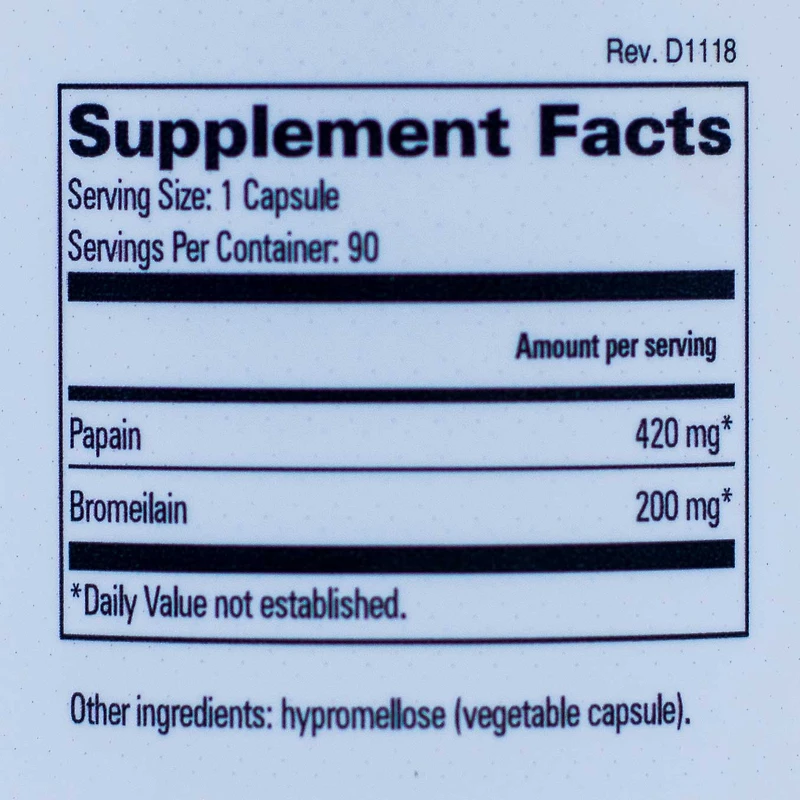 Rev. D1118
Supplement Facts
Serving Size: 1 Capsule
Servings Per Container: 90
Amount per serving
Papain 420 mg*
Bromeilain 200 mg*
*Daily Value not established.
Other ingredients: hypromellose (vegetable capsule).